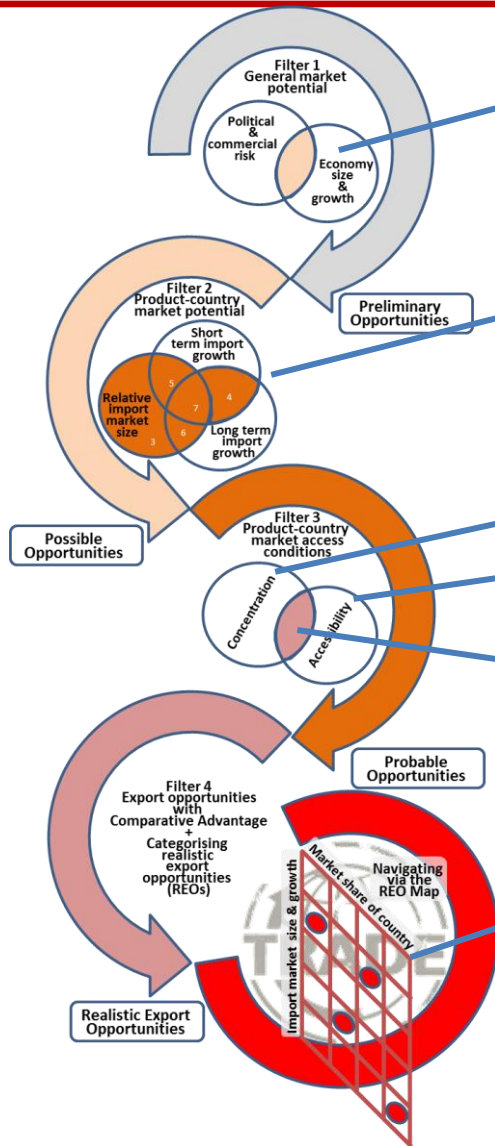 Filter 1
General market
potential
Political
&
commercial
risk
Economy
size
&
growth
Preliminary
Opportunities
Filter 2
Product-country
market potential
Short
term import
growth
5
4
Relative
import
market
size
7
3
6
Long term
import
growth
Possible
Opportunities
Filter 3
Product-country
market access
conditions
Concentration
Accessibility
Probable
Opportunities
Filter 4
Export opportunities
with
Comparative Advantage
+
Categorising
realistic
export
opportunities
(REOs)
Market share of country
Navigating
via the
REO Map
Import market size & growth
TRADE
Realistic Export
Opportunities